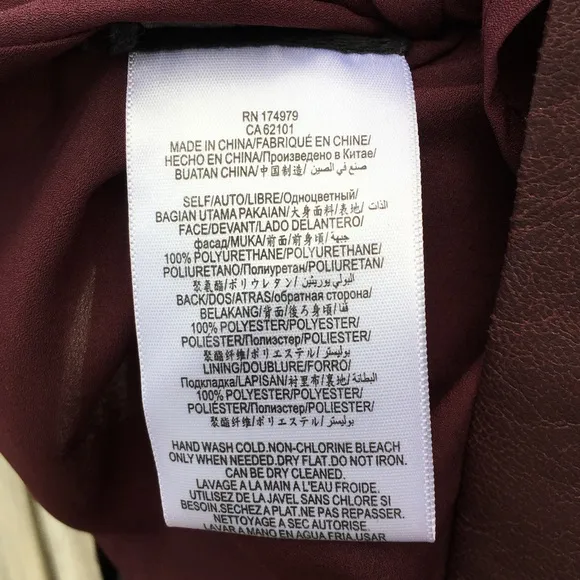 RN 174979
CA 62101
MADE IN CHINA/FABRIQUÉ EN CHINE/
HECHO EN CHINA/Произведено в Китае/
BUATAN CHINA/中国制造/ صنع في الصين/
SELF/AUTO/LIBRE/Одноцветный/
BAGIAN UTAMA PAKAIAN/大身面料/表地/ الذات
FACE/DEVANT/LADO DELANTERO/
фасад/MUKA/前面/前身頃/ جبهة/
100% POLYURETHANE/POLYURETHANE/
POLIURETANO/Полиуретан/POLIURETAN/
聚氨酯/ポリウレタン/ البولي يوريثين/
BACK/DOS/ATRAS/обратная сторона/
BELAKANG/背面/後ろ身頃/ قفا/
100% POLYESTER/POLYESTER/
POLIÉSTER/Полиэстер/POLIESTER/
聚酯纤维/ポリエステル/ بوليستر/
LINING/DOUBLURE/FORRO/
Подкладка/LAPISAN/衬里布/裏地/ البطانة/
100% POLYESTER/POLYESTER/
POLIÉSTER/Полиэстер/POLIESTER/
聚酯纤维/ポリエステル/ بوليستر/
HAND WASH COLD.NON-CHLORINE BLEACH
ONLY WHEN NEEDED.DRY FLAT.DO NOT IRON.
CAN BE DRY CLEANED.
LAVAGE A LA MAIN A L'EAU FROIDE.
UTILISEZ DE LA JAVEL SANS CHLORE SI
BESOIN.SECHEZ A PLAT.NE PAS REPASSER.
NETTOYAGE A SEC AUTORISE.
LAVAR A MANO EN AGUA FRIA.USAR